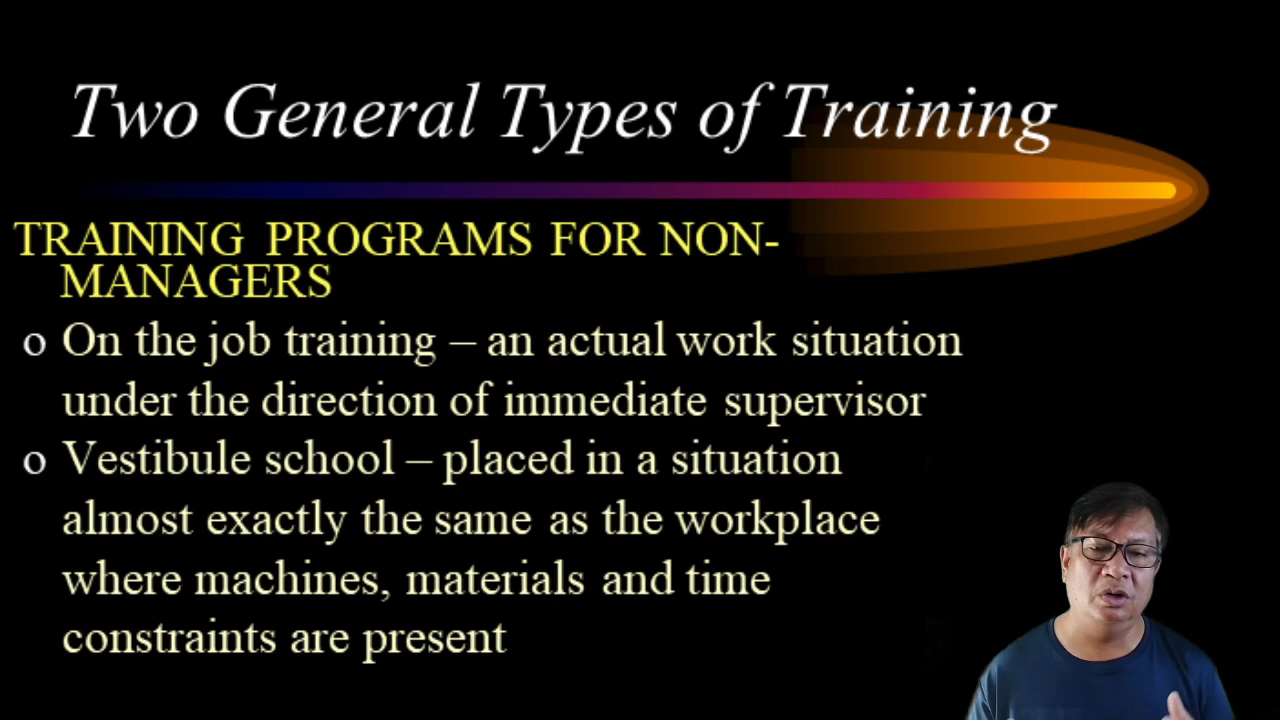 Two General Types of Training
TRAINING PROGRAMS FOR NON-
MANAGERS
o On the job training – an actual work situation
under the direction of immediate supervisor
o Vestibule school – placed in a situation
almost exactly the same as the workplace
where machines, materials and time
constraints are present